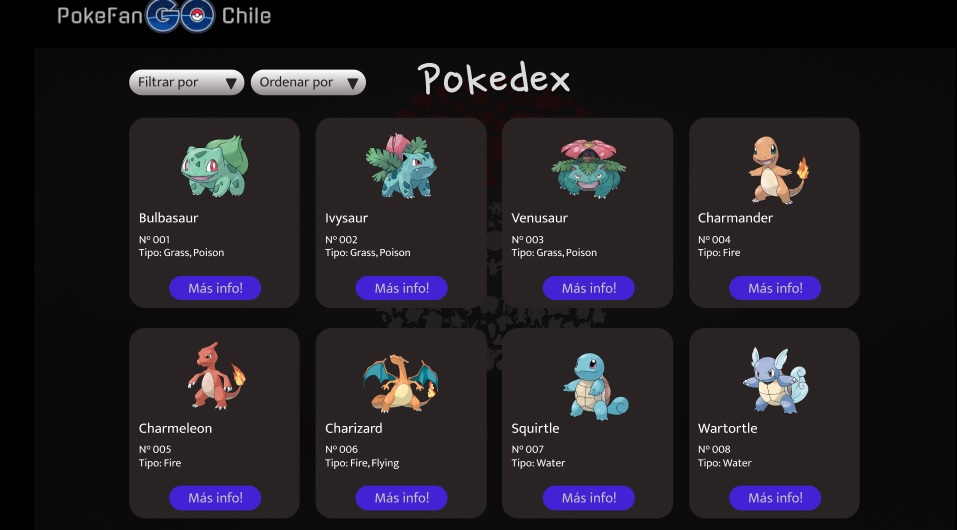 PokeFan GO Chile
Pokedex
Filtrar por ▼ Ordenar por ▼
Bulbasaur
Nº 001
Tipo: Grass, Poison
Más info!
Ivysaur
Nº 002
Tipo: Grass, Poison
Más info!
Venusaur
Nº 003
Tipo: Grass, Poison
Más info!
Charmander
Nº 004
Tipo: Fire
Más info!
Charmeleon
Nº 005
Tipo: Fire
Más info!
Charizard
Nº 006
Tipo: Fire, Flying
Más info!
Squirtle
Nº 007
Tipo: Water
Más info!
Wartortle
Nº 008
Tipo: Water
Más info!